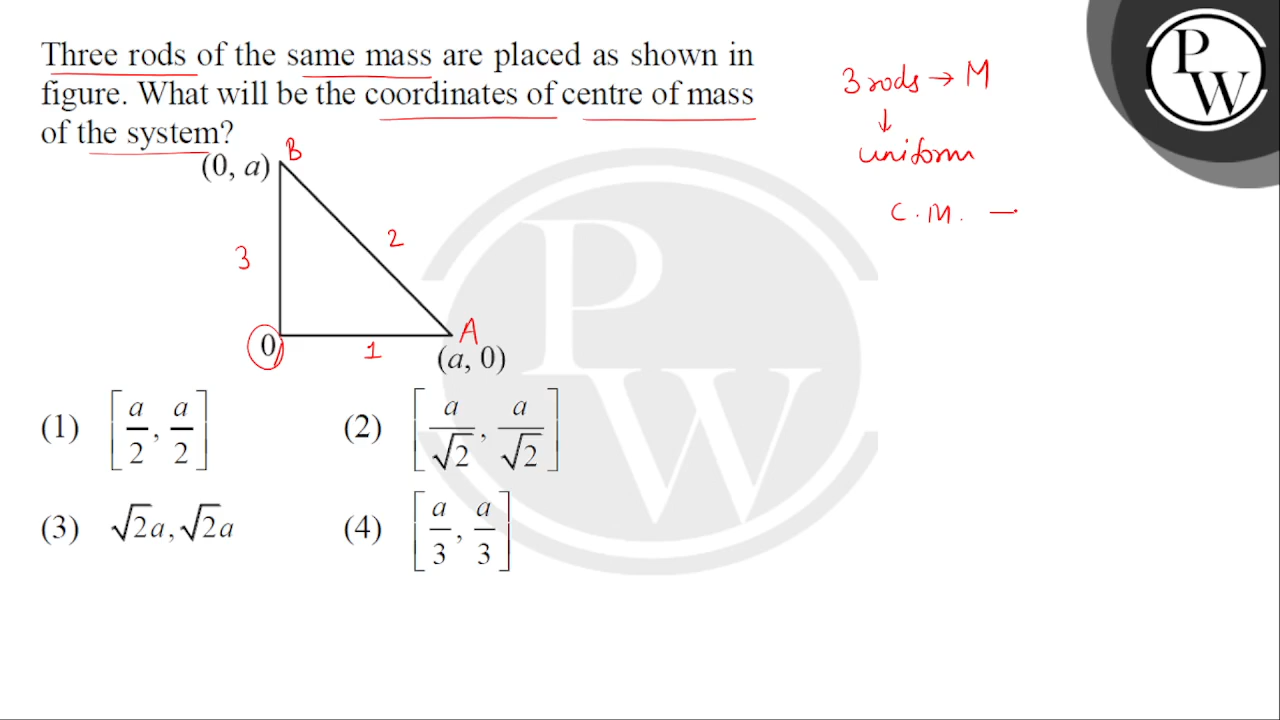 Three rods of the same mass are placed as shown in
figure. What will be the coordinates of centre of mass
of the system?
3 rods → M
↓
uniform
C.M. —
(0, a) B
3
2
0
1
A
(a, 0)
(1) [a/2, a/2]
(2) [a/√2, a/√2]
(3) √2a, √2a
(4) [a/3, a/3]
P
W
P
W